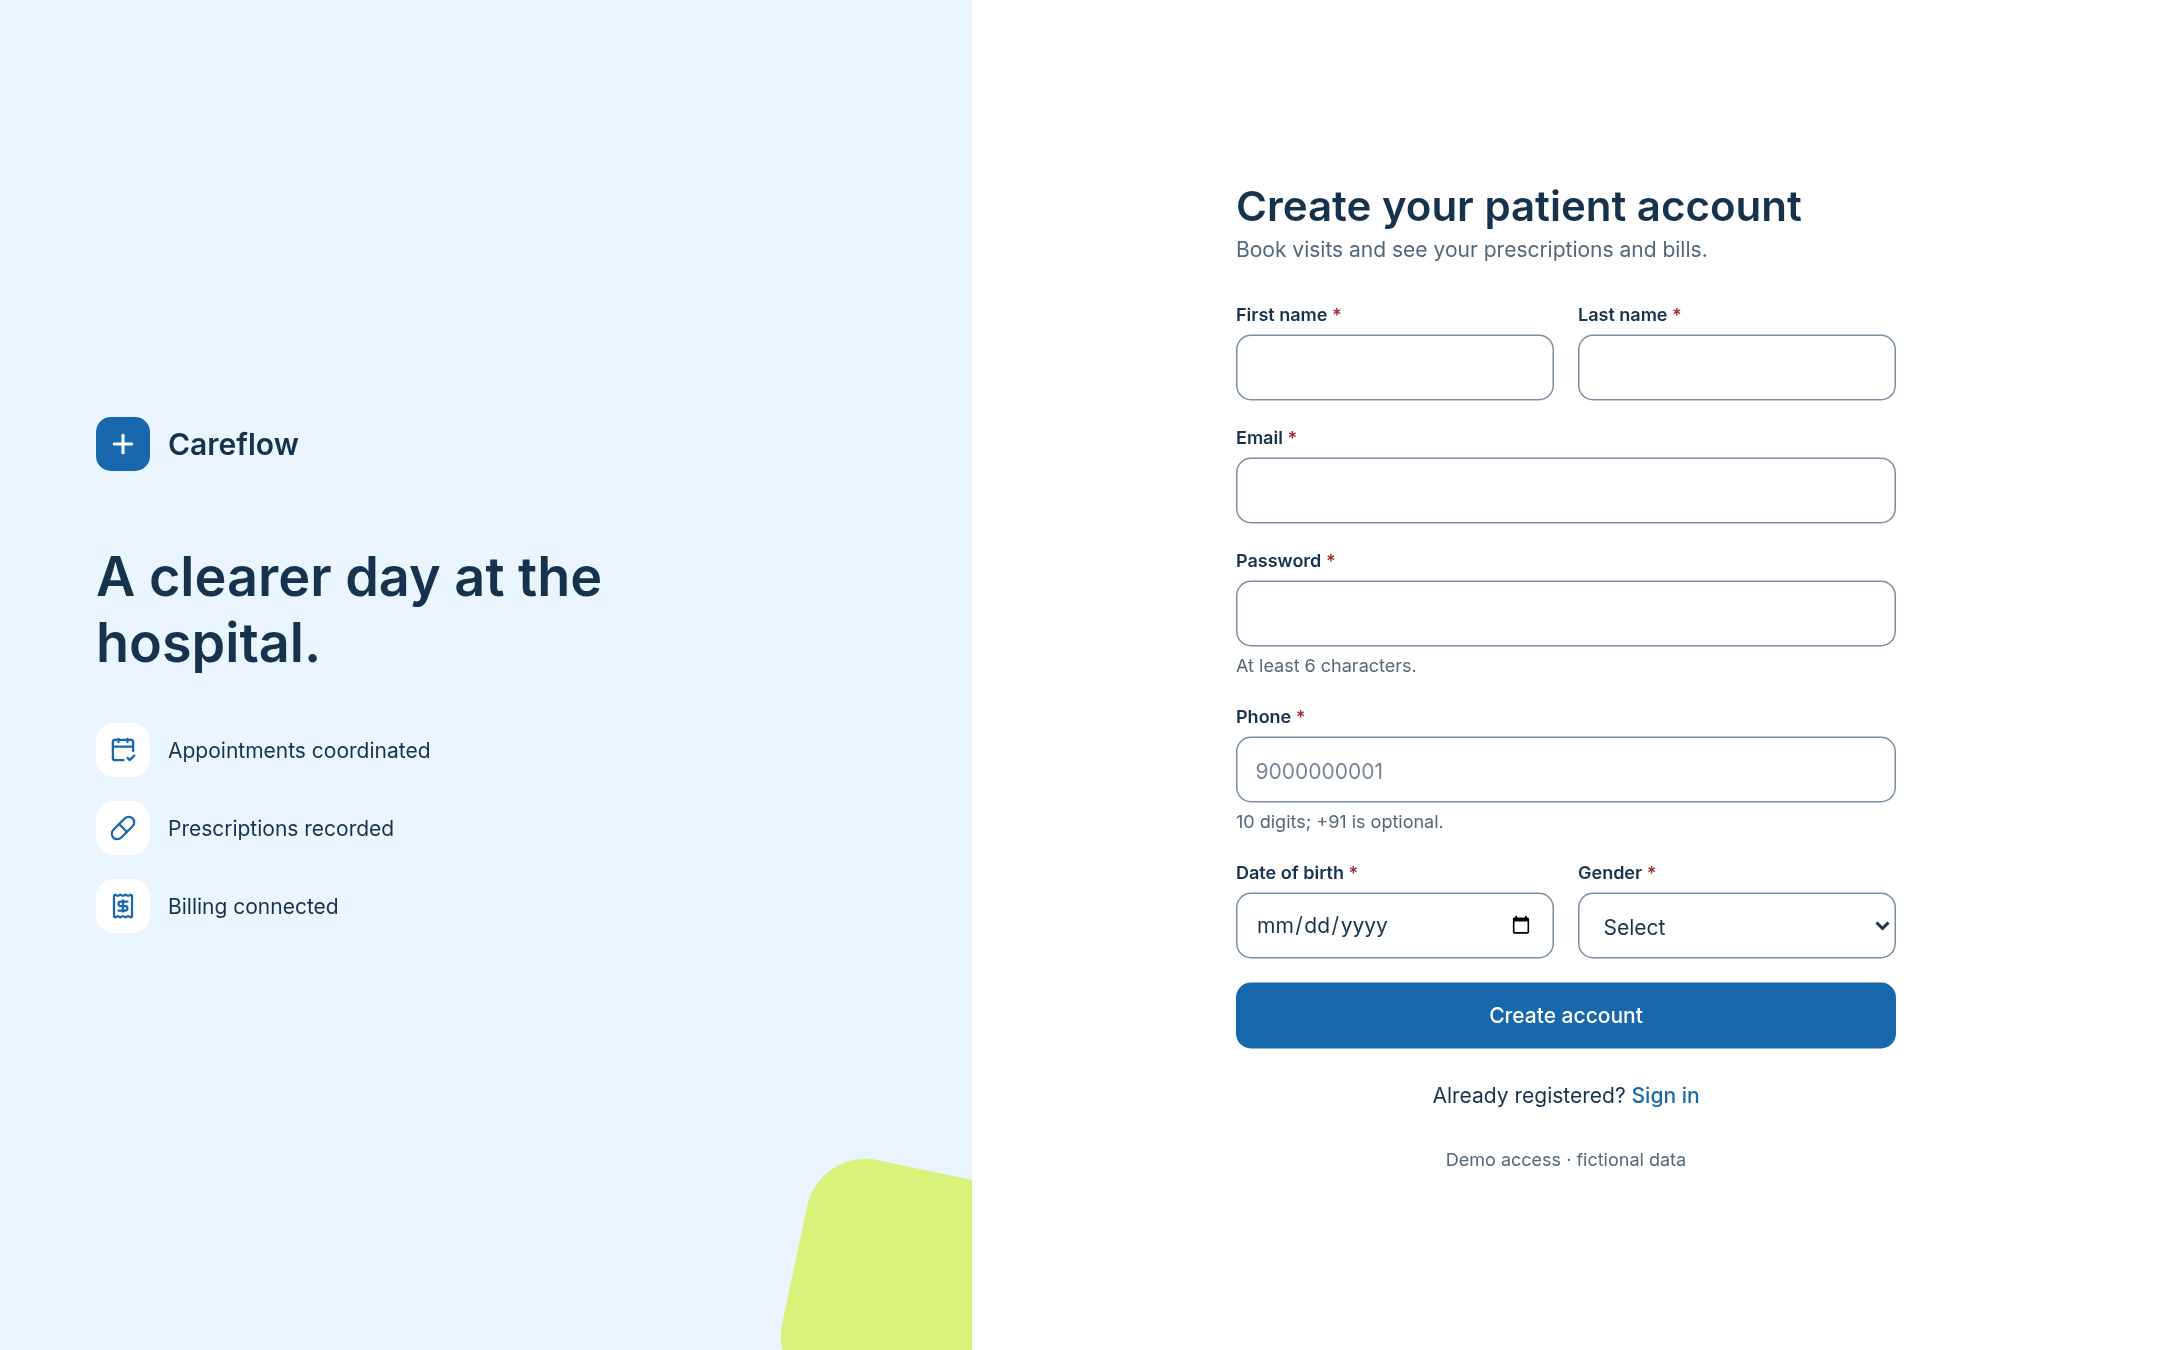 Careflow
A clearer day at the
hospital.
Appointments coordinated
Prescriptions recorded
Billing connected
Create your patient account
Book visits and see your prescriptions and bills.
First name *
Last name *
Email *
Password *
At least 6 characters.
Phone *
9000000001
10 digits; +91 is optional.
Date of birth *
Gender *
mm/dd/yyyy
Select
Create account
Already registered? Sign in
Demo access · fictional data